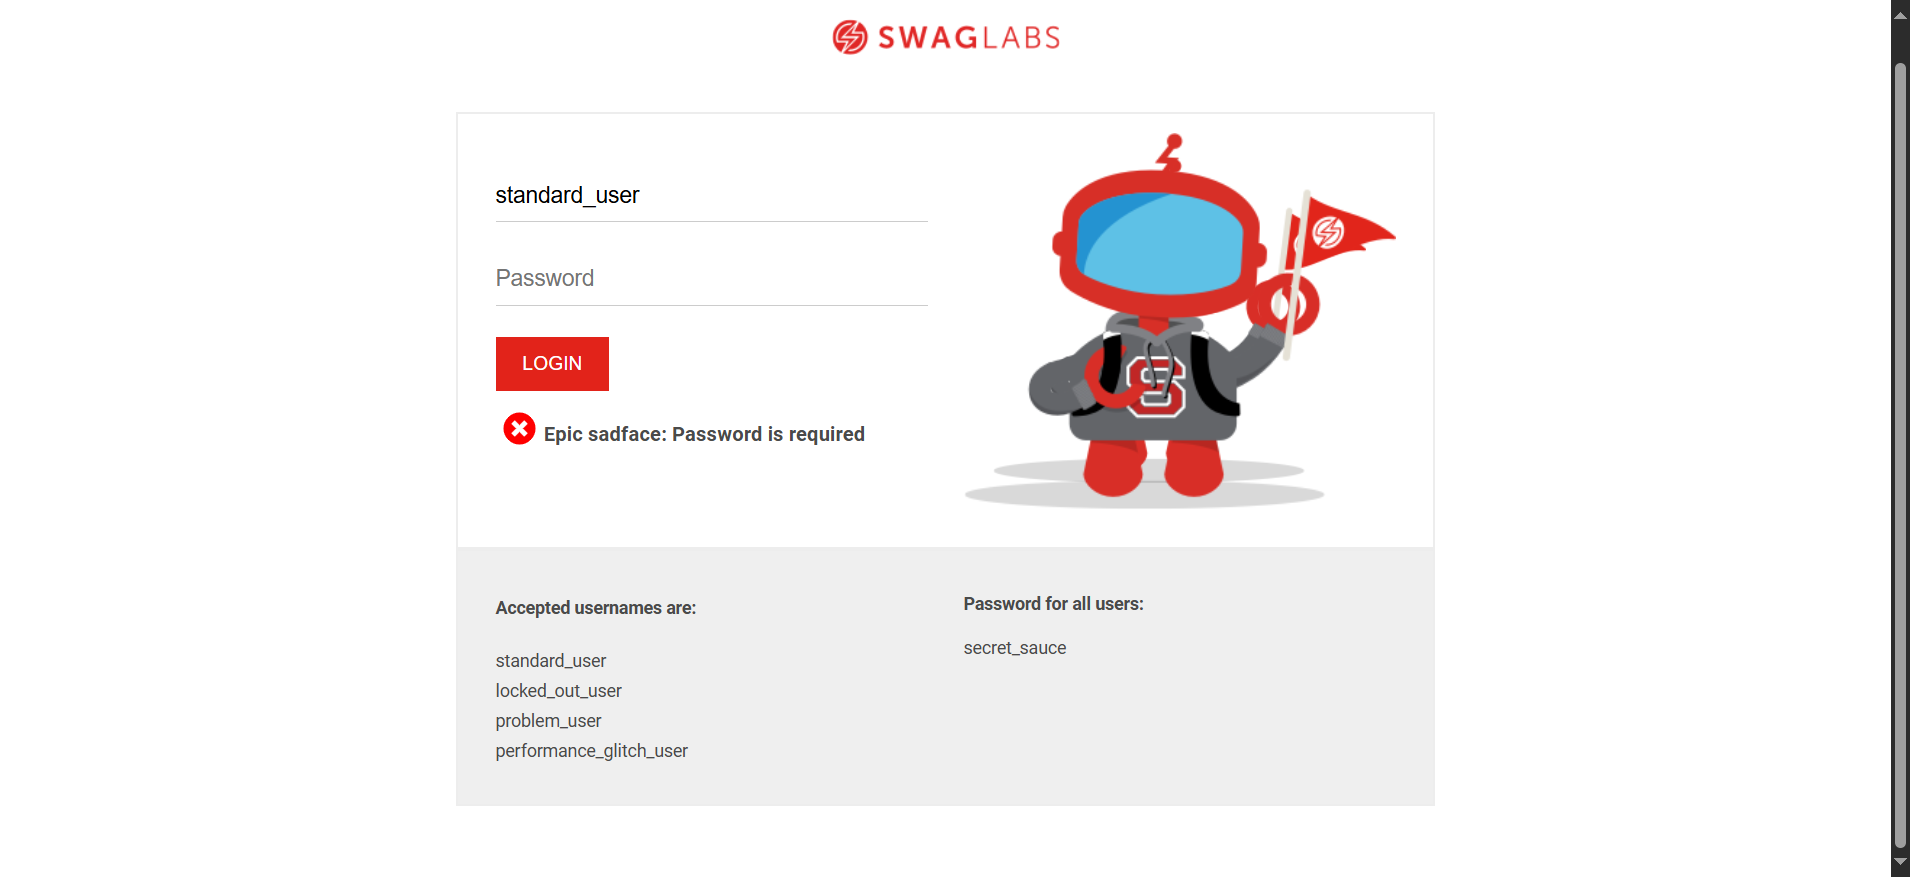 SWAGLABS
standard_user
Password
LOGIN
Epic sadface: Password is required
S
Accepted usernames are:
standard_user
locked_out_user
problem_user
performance_glitch_user
Password for all users:
secret_sauce